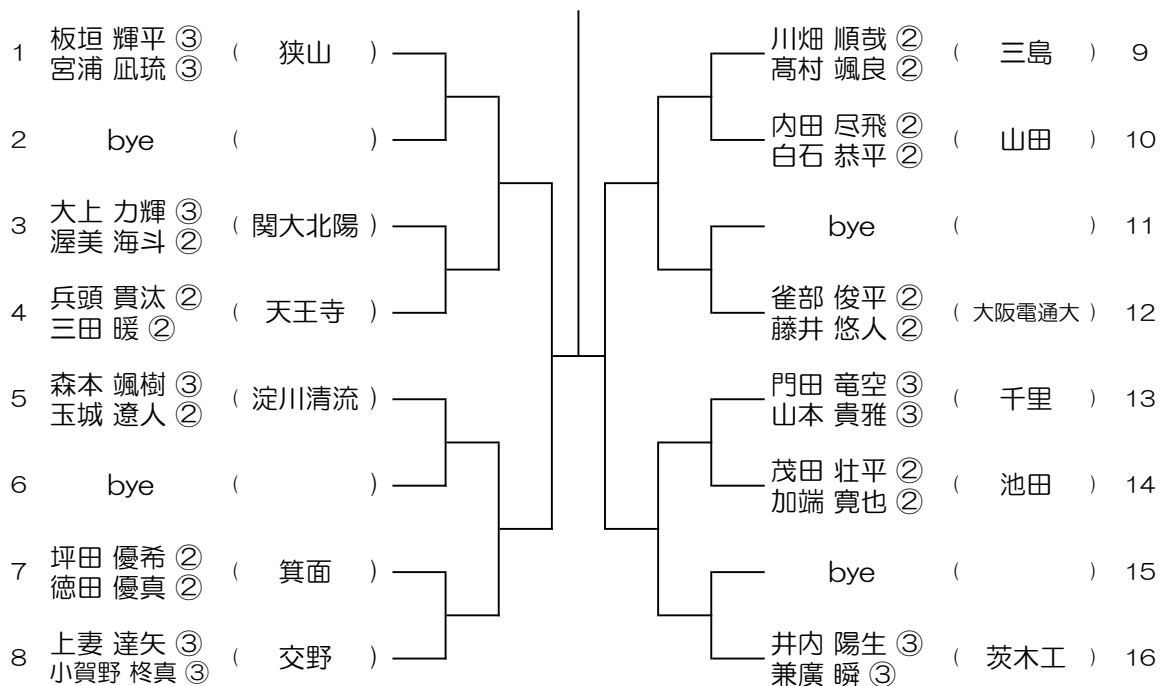 1 板垣 輝平 ③ ( 狭山 )
宮浦 凪琉 ③
2 bye ( )
3 大上 力輝 ③ ( 関大北陽 )
渥美 海斗 ②
4 兵頭 貫汰 ② ( 天王寺 )
三田 暖 ②
5 森本 颯樹 ③ ( 淀川清流 )
玉城 遼人 ②
6 bye ( )
7 坪田 優希 ② ( 箕面 )
徳田 優真 ②
8 上妻 達矢 ③ ( 交野 )
小賀野 柊真 ③
川畑 順哉 ② ( 三島 ) 9
髙村 颯良 ②
内田 尽飛 ② ( 山田 ) 10
白石 恭平 ②
bye ( ) 11
雀部 俊平 ② ( 大阪電通大 ) 12
藤井 悠人 ②
門田 竜空 ③ ( 千里 ) 13
山本 貴雅 ③
茂田 壮平 ② ( 池田 ) 14
加端 寛也 ②
bye ( ) 15
井内 陽生 ③ ( 茨木工 ) 16
兼廣 瞬 ③